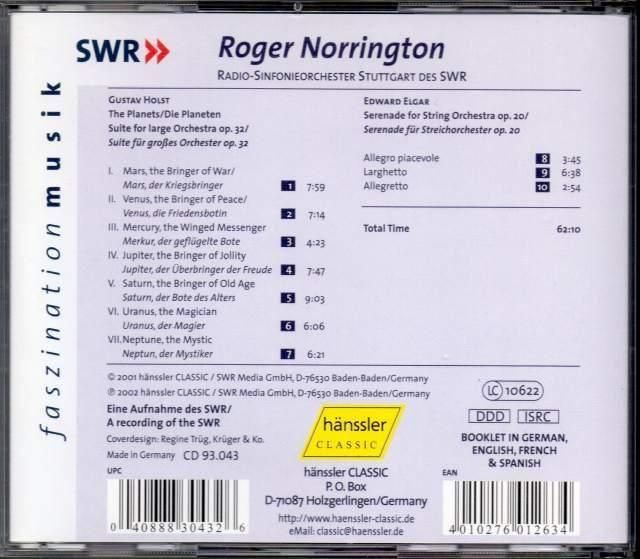 faszination musik
SWR»
Roger Norrington
RADIO-SINFONIEORCHESTER STUTTGART DES SWR
GUSTAV HOLST
The Planets/Die Planeten
Suite for large Orchestra op. 32/
Suite für großes Orchester op. 32
I. Mars, the Bringer of War/
Mars, der Kriegsbringer 1 7:59
II. Venus, the Bringer of Peace/
Venus, die Friedensbotin 2 7:14
III. Mercury, the Winged Messenger
Merkur, der geflügelte Bote 3 4:23
IV. Jupiter, the Bringer of Jollity
Jupiter, der Überbringer der Freude 4 7:47
V. Saturn, the Bringer of Old Age
Saturn, der Bote des Alters 5 9:03
VI. Uranus, the Magician
Uranus, der Magier 6 6:06
VII. Neptune, the Mystic
Neptun, der Mystiker 7 6:21
EDWARD ELGAR
Serenade for String Orchestra op. 20/
Serenade für Streichorchester op. 20
Allegro piacevole 8 3:45
Larghetto 9 6:38
Allegretto 10 2:54
Total Time 62:10
© 2001 hänssler CLASSIC / SWR Media GmbH, D-76530 Baden-Baden/Germany
℗ 2002 hänssler CLASSIC / SWR Media GmbH, D-76530 Baden-Baden/Germany
Eine Aufnahme des SWR/
A recording of the SWR
Coverdesign: Regine Trüg, Krüger & Ko.
Made in Germany CD 93.043
hänssler
CLASSIC
hänssler CLASSIC
P. O. Box
D-71087 Holzgerlingen/Germany
http://www.haenssler-classic.de
eMail: classic@haenssler.de
LC 10622
DDD ISRC
BOOKLET IN GERMAN,
ENGLISH, FRENCH
& SPANISH
UPC
0 40888 30432 6
EAN
4 010276 012634